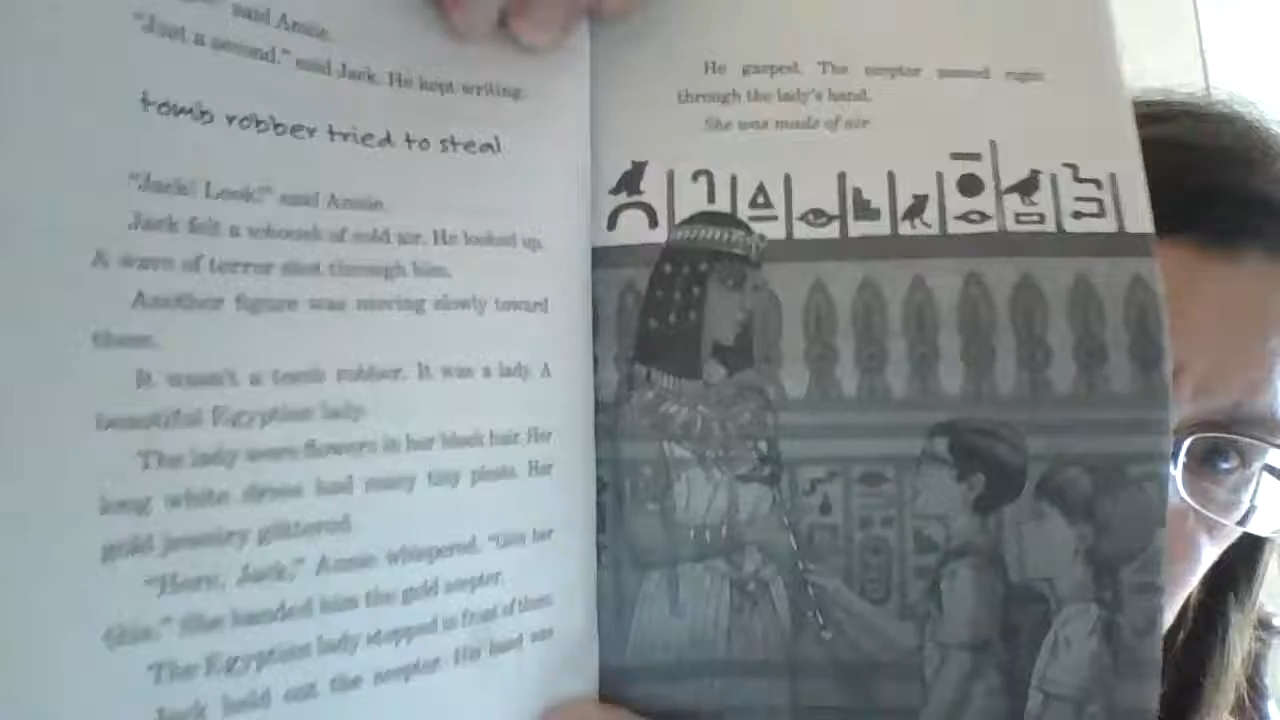 said Annie.
"Just a second," said Jack. He kept writing.
tomb robber tried to steal
"Jack! Look!" said Annie.
Jack felt a whoosh of cold air. He looked up.
A wave of terror shot through him.
Another figure was moving slowly toward
them.
It wasn't a tomb robber. It was a lady. A
beautiful Egyptian lady.
The lady wore flowers in her black hair. Her
long white dress had many tiny pleats. Her
gold jewelry glittered.
"Here, Jack," Annie whispered. "Give her
this." She handed him the gold scepter.
The Egyptian lady stopped in front of them.
Jack held out the scepter. His hand was
He gasped. The scepter passed right
through the lady's hand.
She was made of air